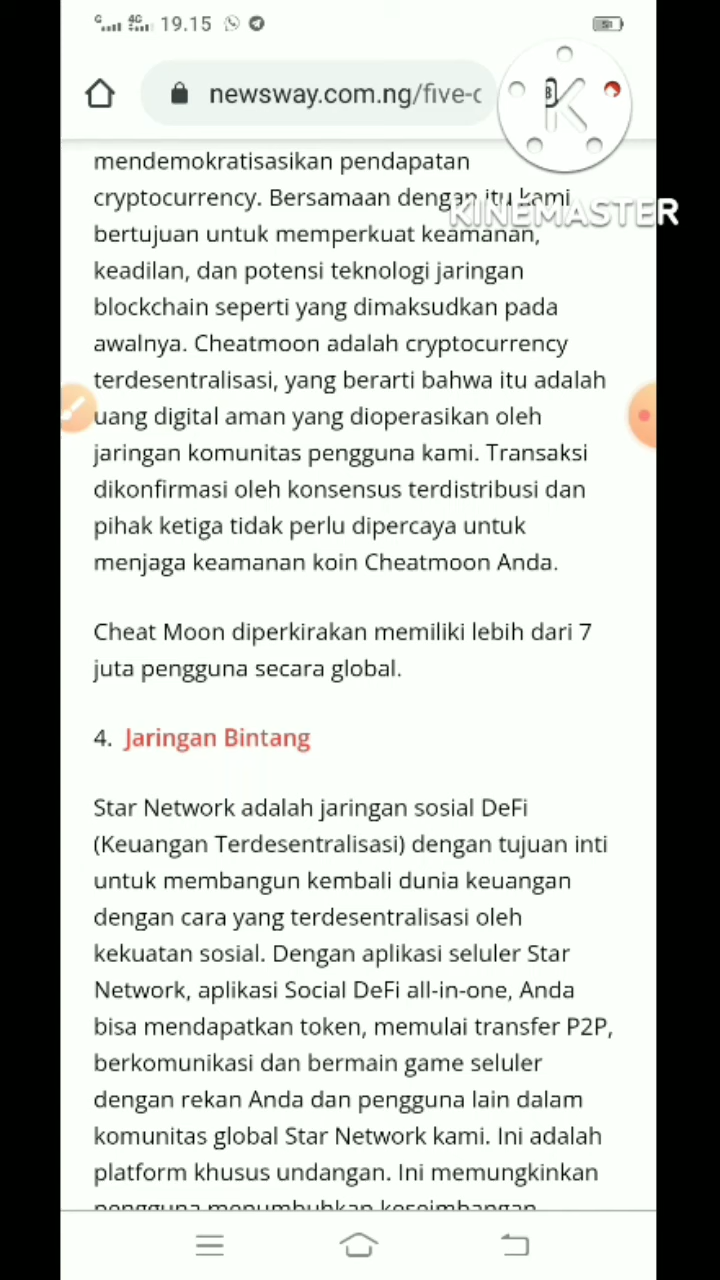 G 4G 19.15 51
newsway.com.ng/five-c
KINEMASTER
mendemokratisasikan pendapatan
cryptocurrency. Bersamaan dengan itu kami
bertujuan untuk memperkuat keamanan,
keadilan, dan potensi teknologi jaringan
blockchain seperti yang dimaksudkan pada
awalnya. Cheatmoon adalah cryptocurrency
terdesentralisasi, yang berarti bahwa itu adalah
uang digital aman yang dioperasikan oleh
jaringan komunitas pengguna kami. Transaksi
dikonfirmasi oleh konsensus terdistribusi dan
pihak ketiga tidak perlu dipercaya untuk
menjaga keamanan koin Cheatmoon Anda.
Cheat Moon diperkirakan memiliki lebih dari 7
juta pengguna secara global.
4. Jaringan Bintang
Star Network adalah jaringan sosial DeFi
(Keuangan Terdesentralisasi) dengan tujuan inti
untuk membangun kembali dunia keuangan
dengan cara yang terdesentralisasi oleh
kekuatan sosial. Dengan aplikasi seluler Star
Network, aplikasi Social DeFi all-in-one, Anda
bisa mendapatkan token, memulai transfer P2P,
berkomunikasi dan bermain game seluler
dengan rekan Anda dan pengguna lain dalam
komunitas global Star Network kami. Ini adalah
platform khusus undangan. Ini memungkinkan
pengguna menumbuhkan keseimbangan